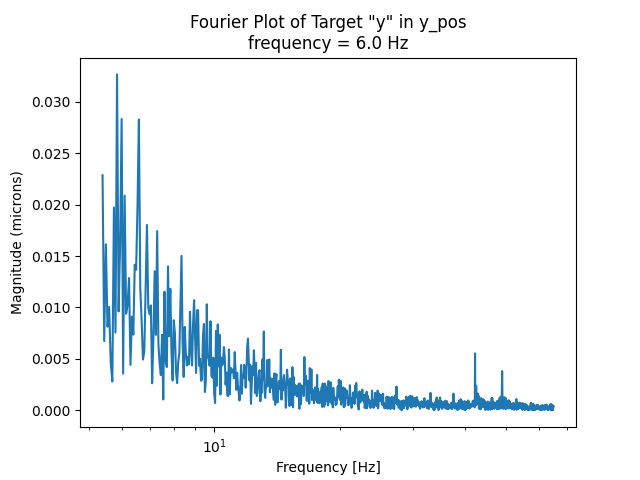 Fourier Plot of Target "y" in y_pos
frequency = 6.0 Hz
0.030
0.025
0.020
0.015
0.010
0.005
0.000
Magnitude (microns)
10¹
Frequency [Hz]